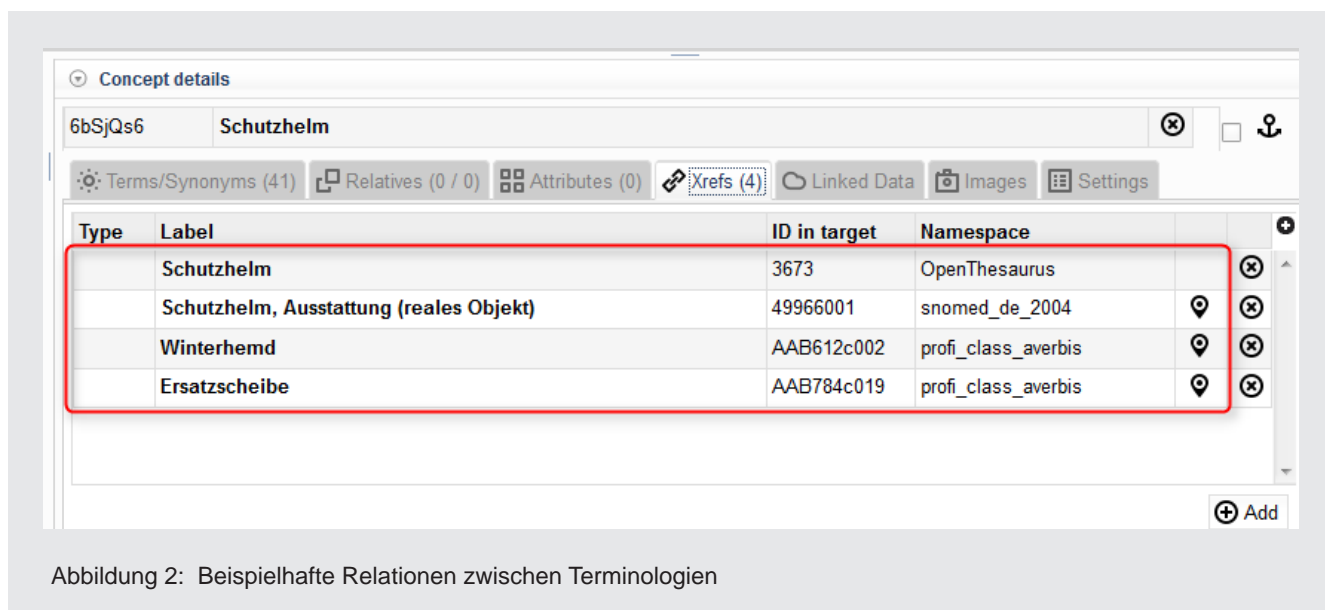 Concept details
6bSjQs6 Schutzhelm
Terms/Synonyms (41) Relatives (0 / 0) Attributes (0) Xrefs (4) Linked Data Images Settings
Type Label ID in target Namespace
Schutzhelm 3673 OpenThesaurus
Schutzhelm, Ausstattung (reales Objekt) 49966001 snomed_de_2004
Winterhemd AAB612c002 profi_class_averbis
Ersatzscheibe AAB784c019 profi_class_averbis
Add
Abbildung 2: Beispielhafte Relationen zwischen Terminologien